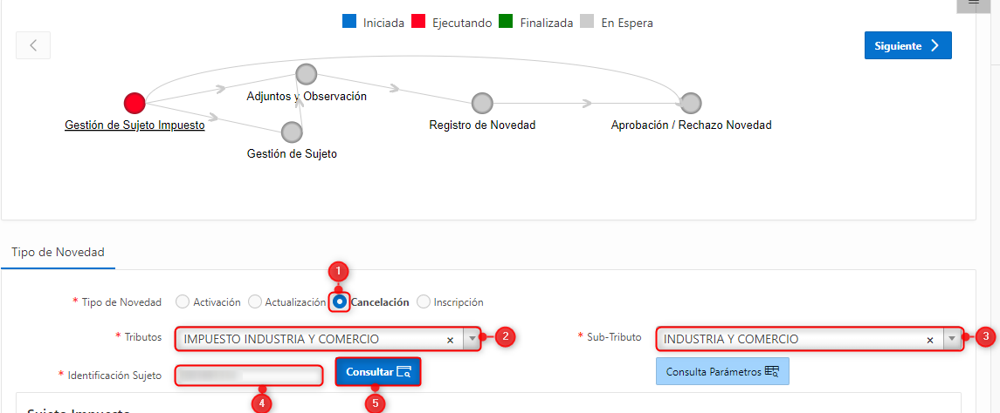 Iniciada Ejecutando Finalizada En Espera
Siguiente
Adjuntos y Observación
Gestión de Sujeto Impuesto
Registro de Novedad
Aprobación / Rechazo Novedad
Gestión de Sujeto
Tipo de Novedad
1
* Tipo de Novedad Activación Actualización Cancelación Inscripción
* Tributos IMPUESTO INDUSTRIA Y COMERCIO × 2
* Sub-Tributo INDUSTRIA Y COMERCIO × 3
* Identificación Sujeto Consultar Consulta Parámetros
4 5
Sujeto Impuesto